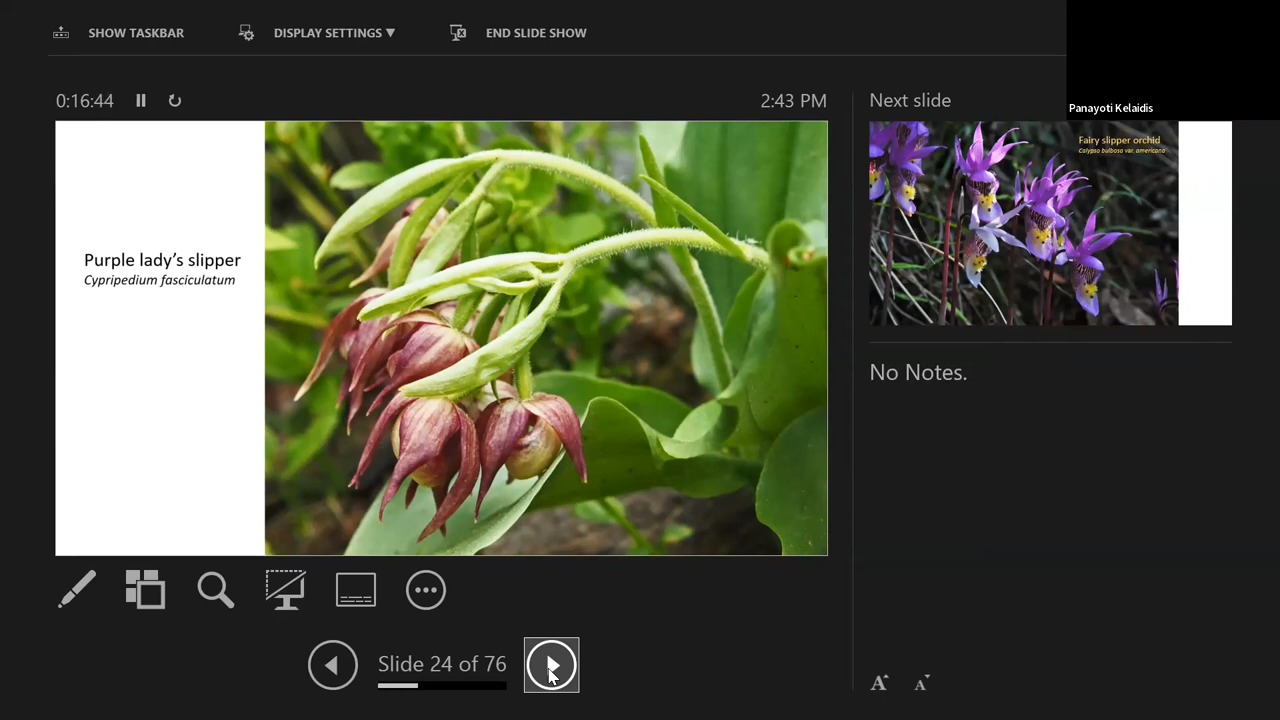 SHOW TASKBAR
DISPLAY SETTINGS ▼
END SLIDE SHOW
0:16:44
2:43 PM
Next slide
Panayoti Kelaidis
Fairy slipper orchid
Calypso bulbosa var. americana
Purple lady’s slipper
Cypripedium fasciculatum
No Notes.
Slide 24 of 76
A A